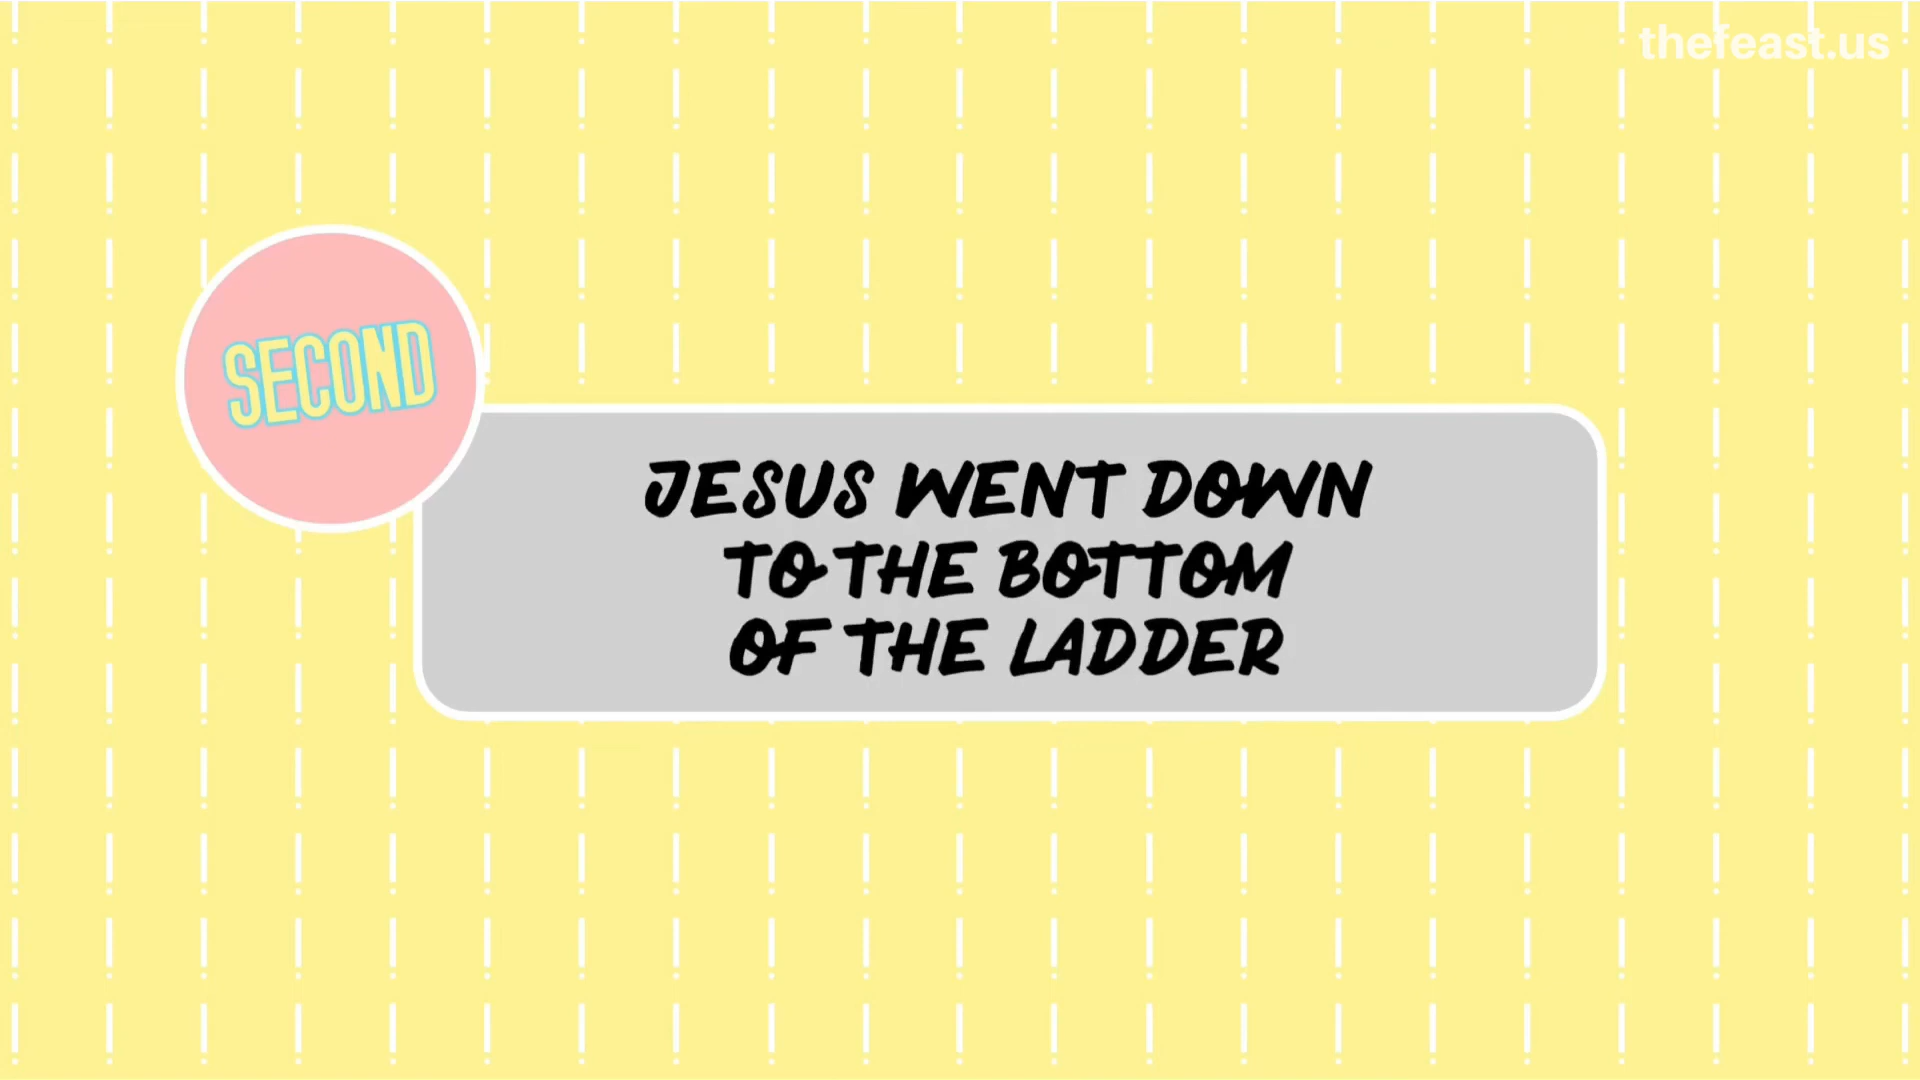 thefeast.us
SECOND
JESUS WENT DOWN
TO THE BOTTOM
OF THE LADDER